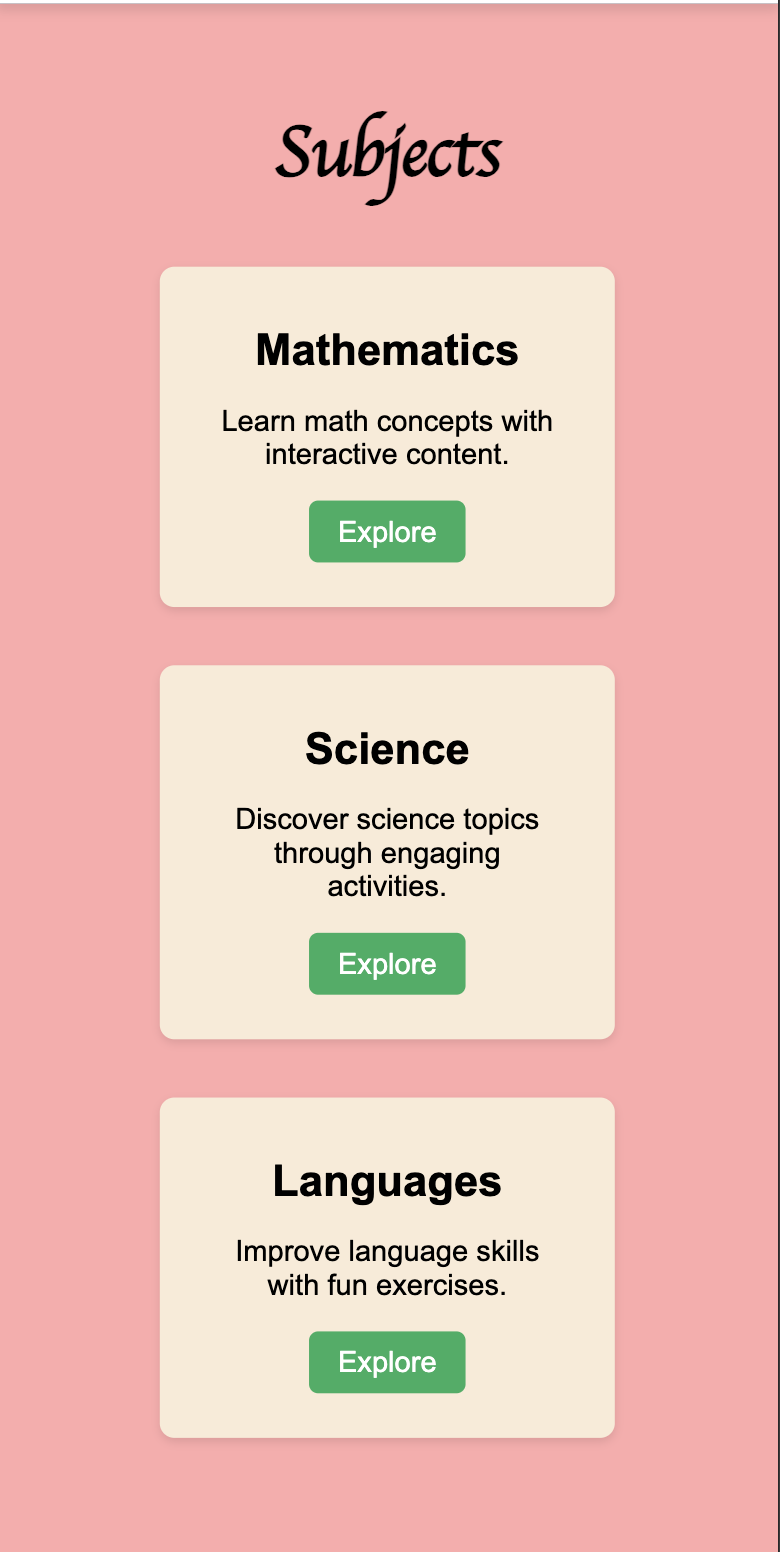 Subjects
Mathematics
Learn math concepts with
interactive content.
Explore
Science
Discover science topics
through engaging
activities.
Explore
Languages
Improve language skills
with fun exercises.
Explore